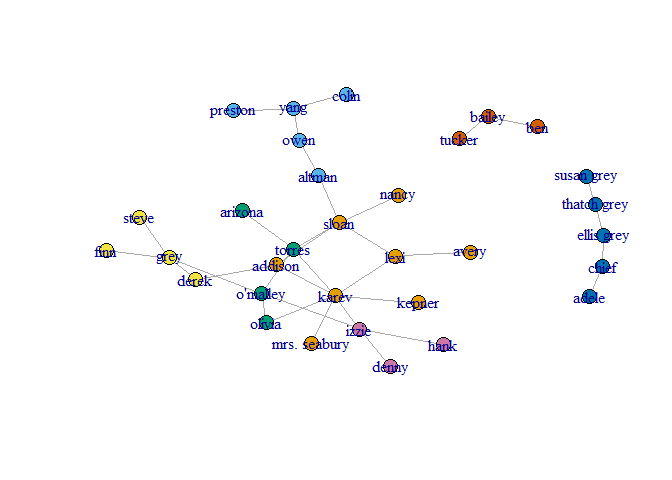 colin
preston
yang
bailey
ben
tucker
owen
altman
susan grey
nancy
thatch grey
arizona
steve
sloan
ellis grey
finn
grey
torres
lexi
avery
addison
chief
derek
o'malley
karev
adele
kepner
olivia
izzie
mrs. seabury
hank
denny